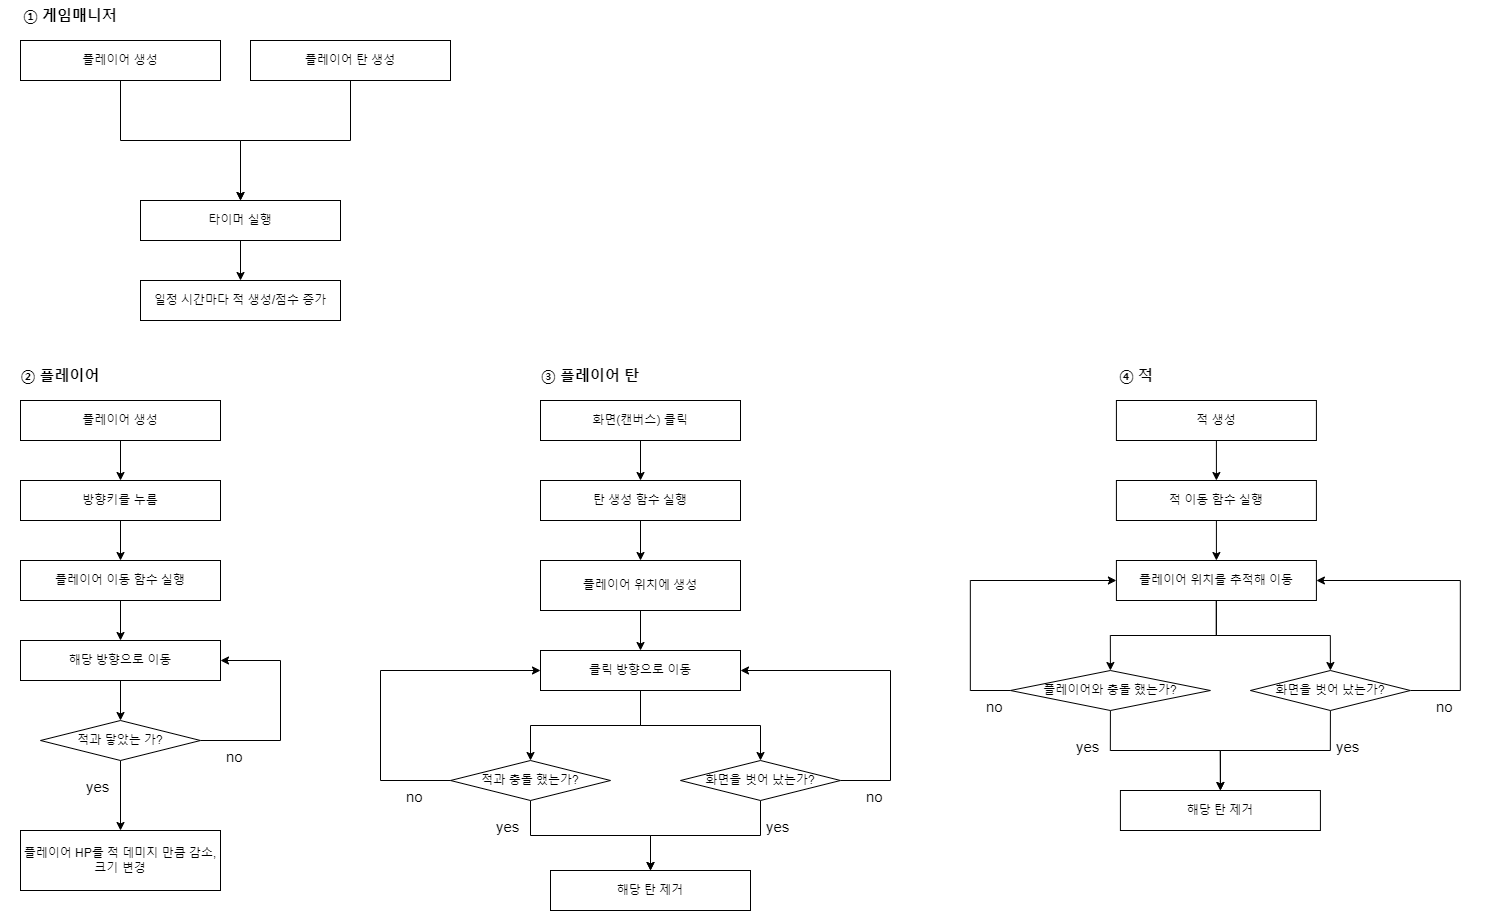 ① 게임매니저
플레이어 생성
플레이어 탄 생성
타이머 실행
일정 시간마다 적 생성/점수 증가
② 플레이어
플레이어 생성
방향키를 누름
플레이어 이동 함수 실행
해당 방향으로 이동
적과 닿았는 가?
no
yes
플레이어 HP를 적 데미지 만큼 감소,
크기 변경
③ 플레이어 탄
화면(캔버스) 클릭
탄 생성 함수 실행
플레이어 위치에 생성
클릭 방향으로 이동
적과 충돌 했는가?
화면을 벗어 났는가?
no
no
yes
yes
해당 탄 제거
④ 적
적 생성
적 이동 함수 실행
플레이어 위치를 추적해 이동
플레이어와 충돌 했는가?
화면을 벗어 났는가?
no
no
yes
yes
해당 탄 제거